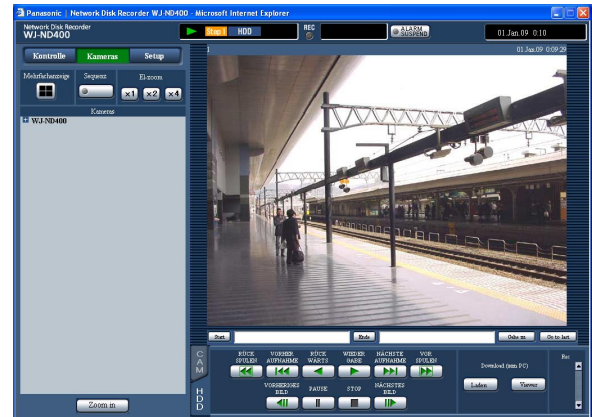 Panasonic | Network Disk Recorder WJ-ND400 - Microsoft Internet Explorer
Network Disk Recorder
WJ-ND400
Stop 1 HDD
REC
ALARM
SUSPEND
01.Jan.09 0:10
Kontrolle Kameras Setup
01.Jan.09 0:09:29
Mehrfachanzeige Sequenz El-zoom
x1 x2 x4
Kameras
WJ-ND400
Start Ende Gehe zu Go to last
CAM
HDD
RÜCK SPULEN
VORHER AUFNAHME
RÜCK WÄRTS
WIEDER GABE
NÄCHSTE AUFNAHME
VOR SPULEN
VORHERIGES BILD
PAUSE
STOP
NÄCHSTES BILD
Download (zum PC)
Laden Viewer
Rec
Zoom in